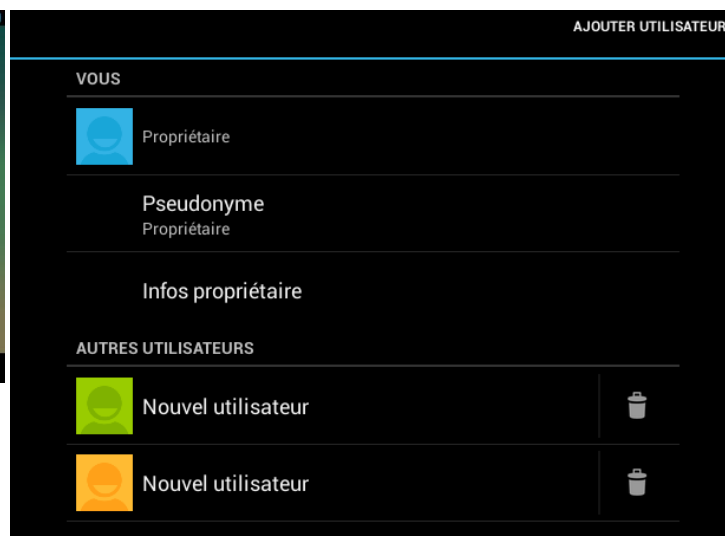 AJOUTER UTILISATEUR
VOUS
Propriétaire
Pseudonyme
Propriétaire
Infos propriétaire
AUTRES UTILISATEURS
Nouvel utilisateur
Nouvel utilisateur